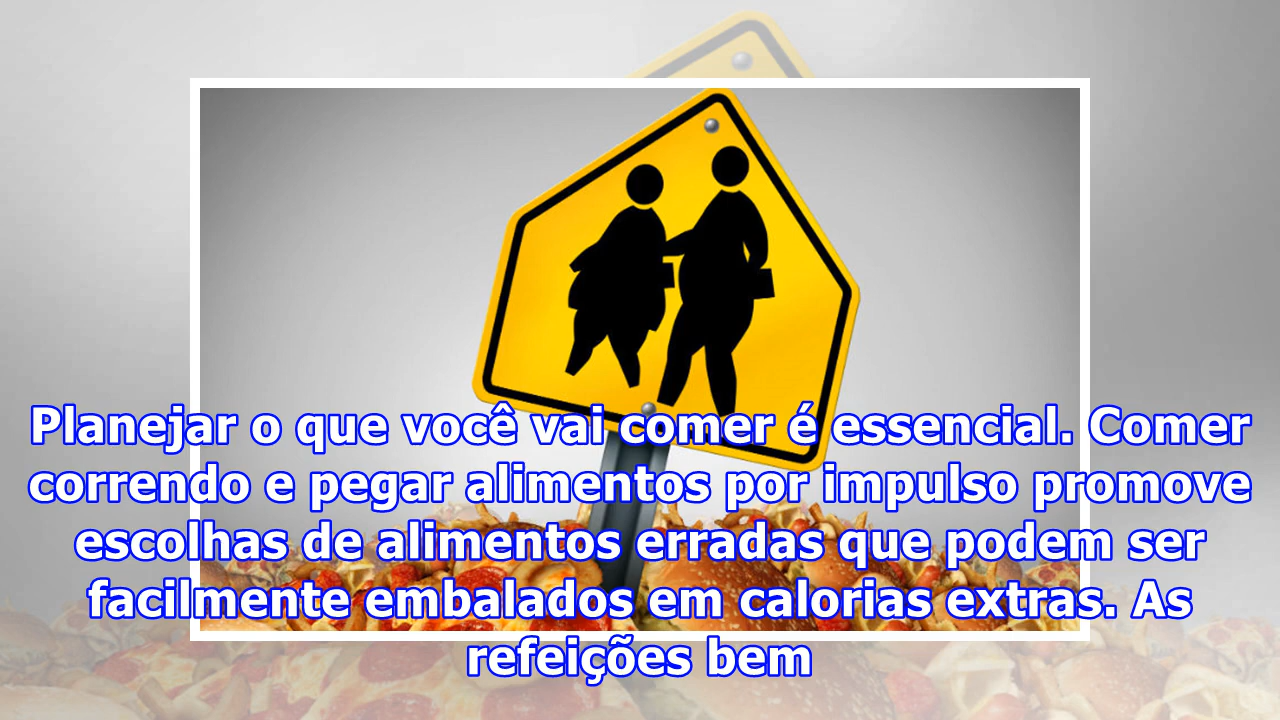 Planejar o que você vai comer é essencial. Comer
correndo e pegar alimentos por impulso promove
escolhas de alimentos erradas que podem ser
facilmente embalados em calorias extras. As
refeições bem